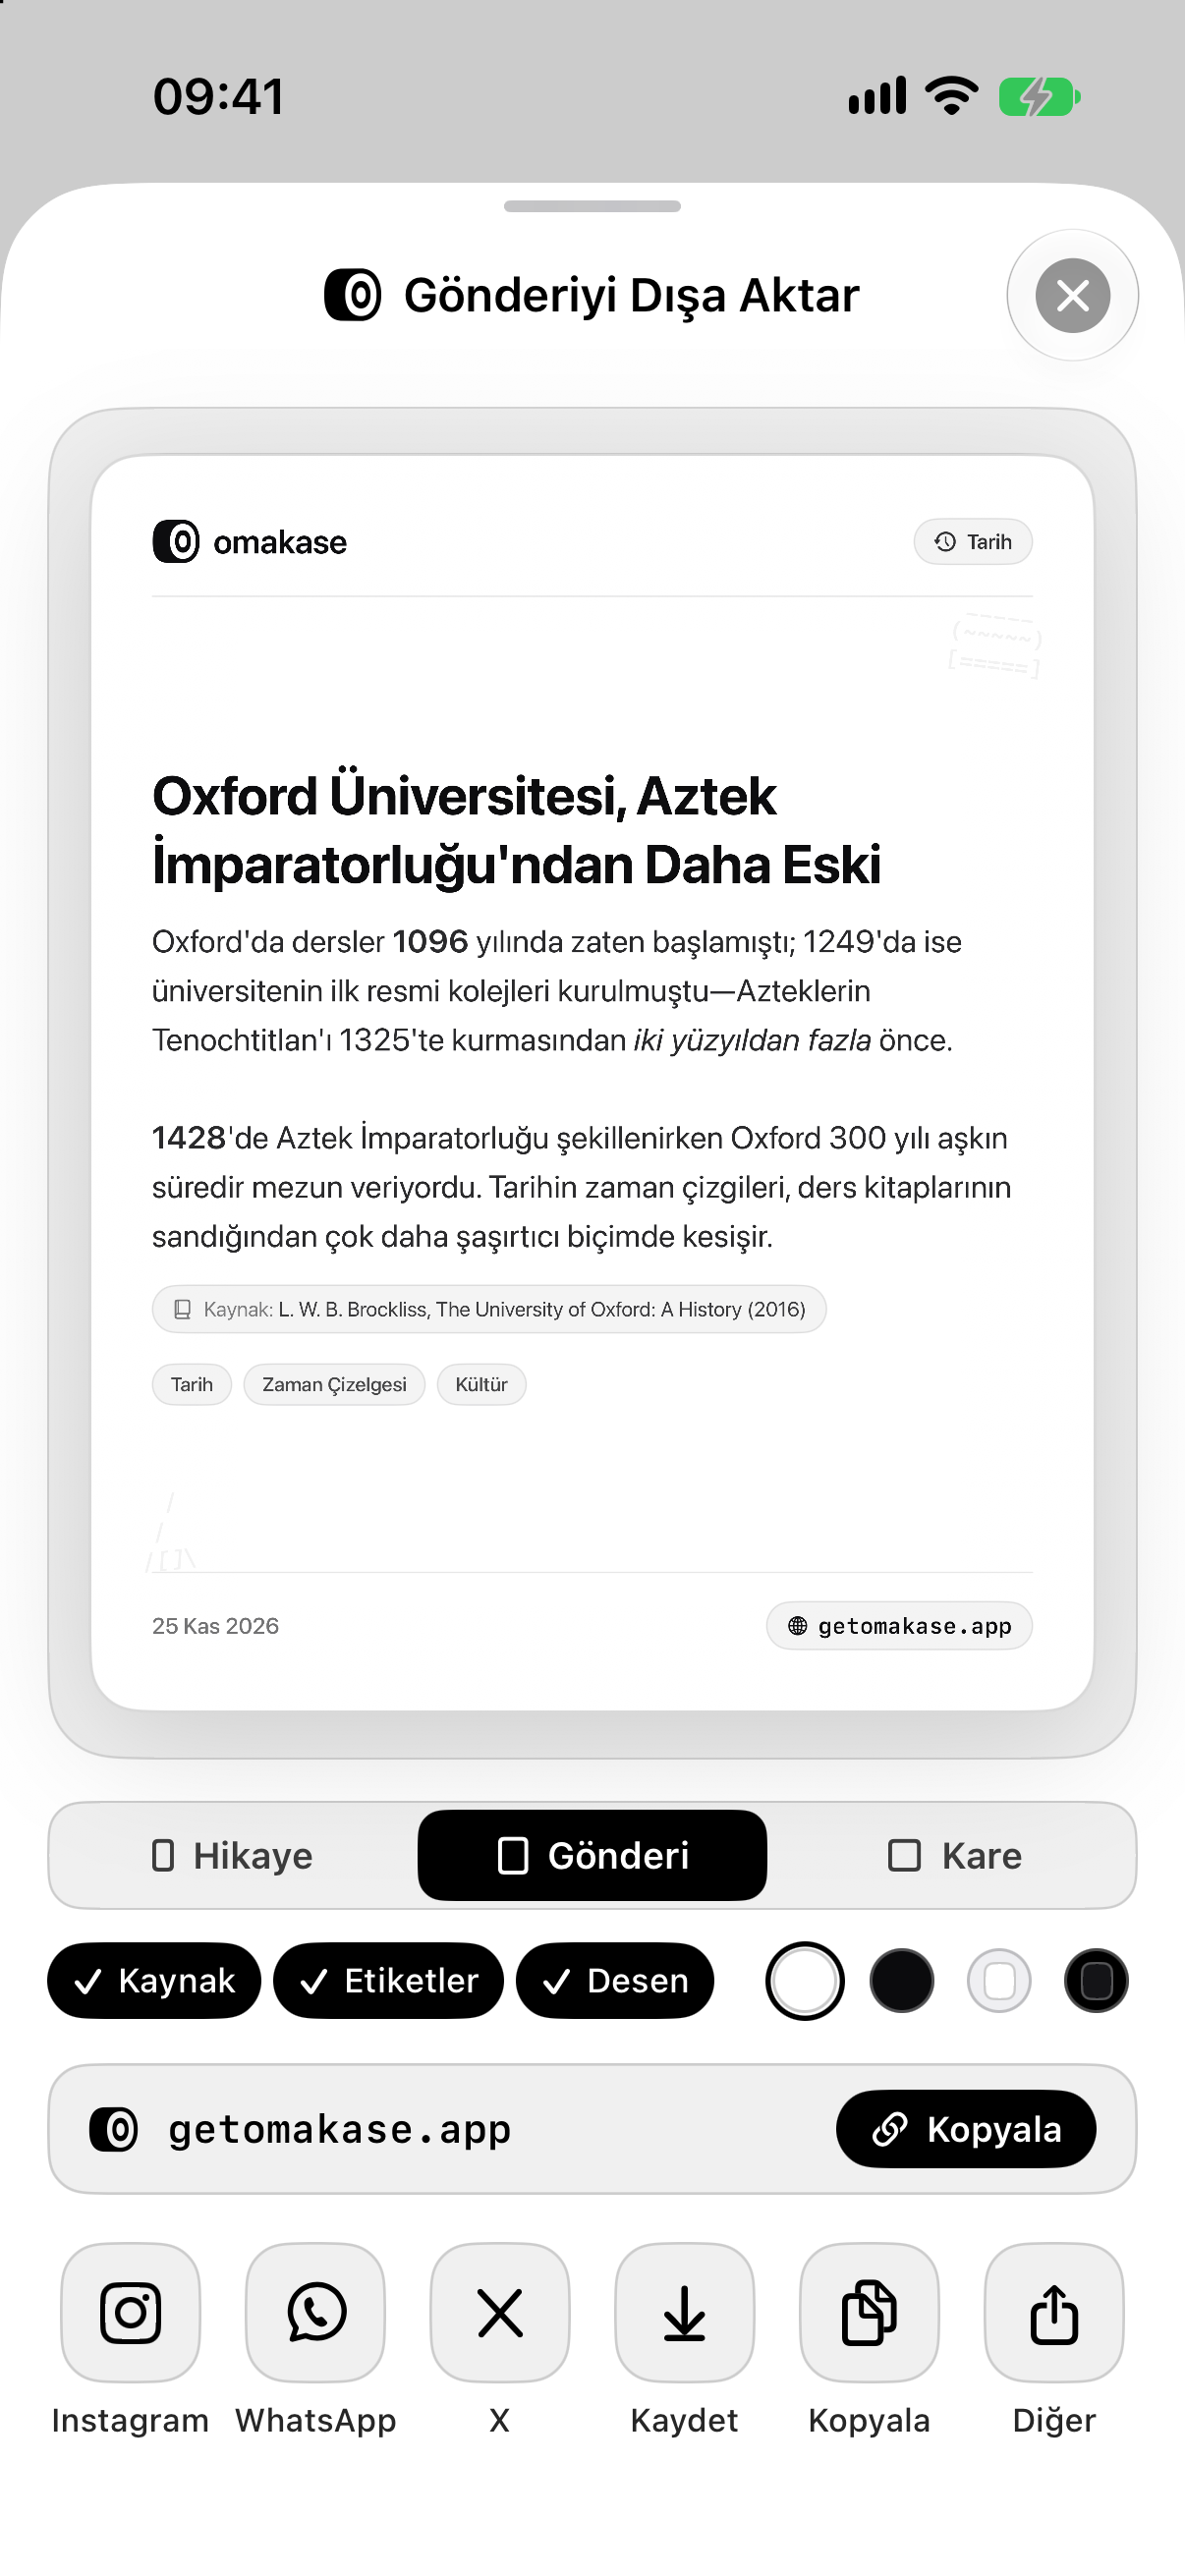 09:41
Gönderiyi Dışa Aktar
omakase
Tarih
_____
(~~~~~)
[=====]
Oxford Üniversitesi, Aztek
İmparatorluğu'ndan Daha Eski
Oxford'da dersler 1096 yılında zaten başlamıştı; 1249'da ise
üniversitenin ilk resmi kolejleri kurulmuştu—Azteklerin
Tenochtitlan'ı 1325'te kurmasından iki yüzyıldan fazla önce.
1428'de Aztek İmparatorluğu şekillenirken Oxford 300 yılı aşkın
süredir mezun veriyordu. Tarihin zaman çizgileri, ders kitaplarının
sandığından çok daha şaşırtıcı biçimde kesişir.
Kaynak: L. W. B. Brockliss, The University of Oxford: A History (2016)
Tarih Zaman Çizelgesi Kültür
/
/
/[]\
25 Kas 2026
getomakase.app
Hikaye Gönderi Kare
Kaynak Etiketler Desen
getomakase.app
Kopyala
Instagram WhatsApp X Kaydet Kopyala Diğer